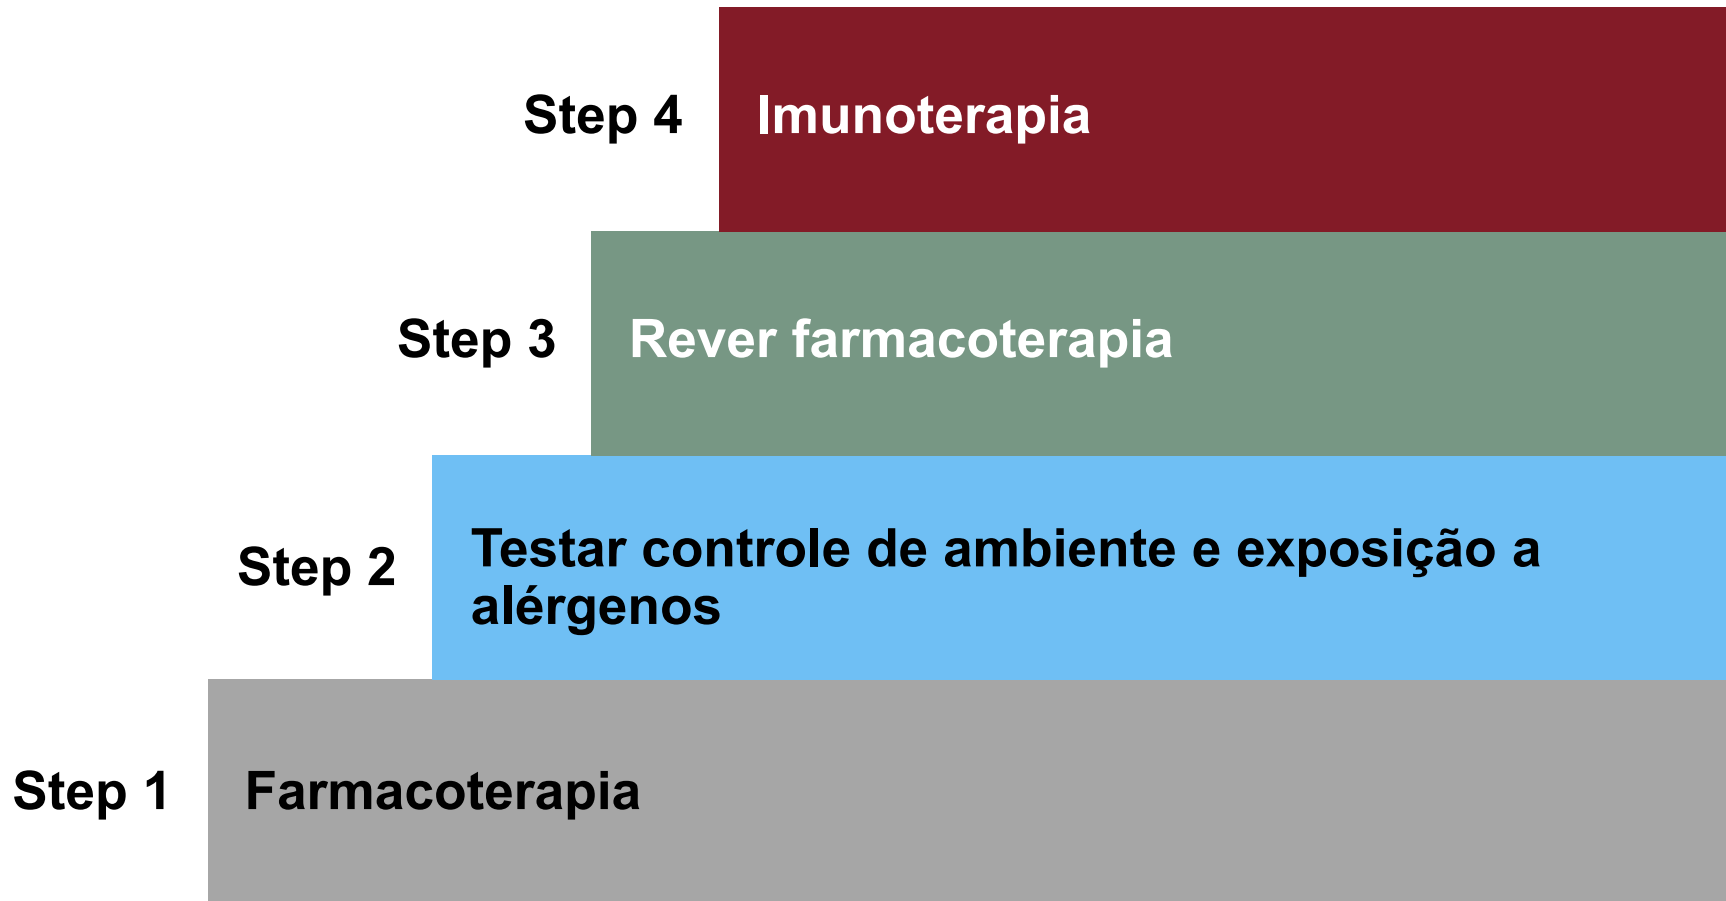 Step 4
Imunoterapia
Step 3
Rever farmacoterapia
Step 2
Testar controle de ambiente e exposição a
alérgenos
Step 1
Farmacoterapia